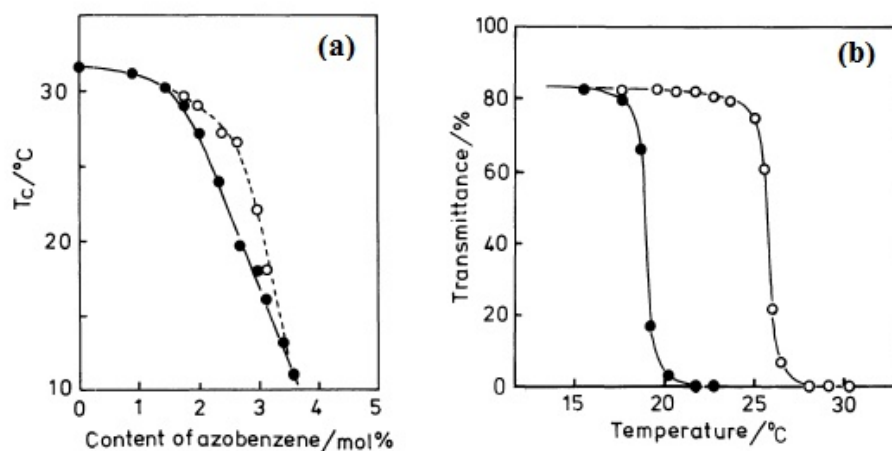 (a)
30
20
10
Tc/°C
0 1 2 3 4 5
Content of azobenzene/mol%
(b)
100
80
60
40
20
0
Transmittance/%
15 20 25 30
Temperature/°C